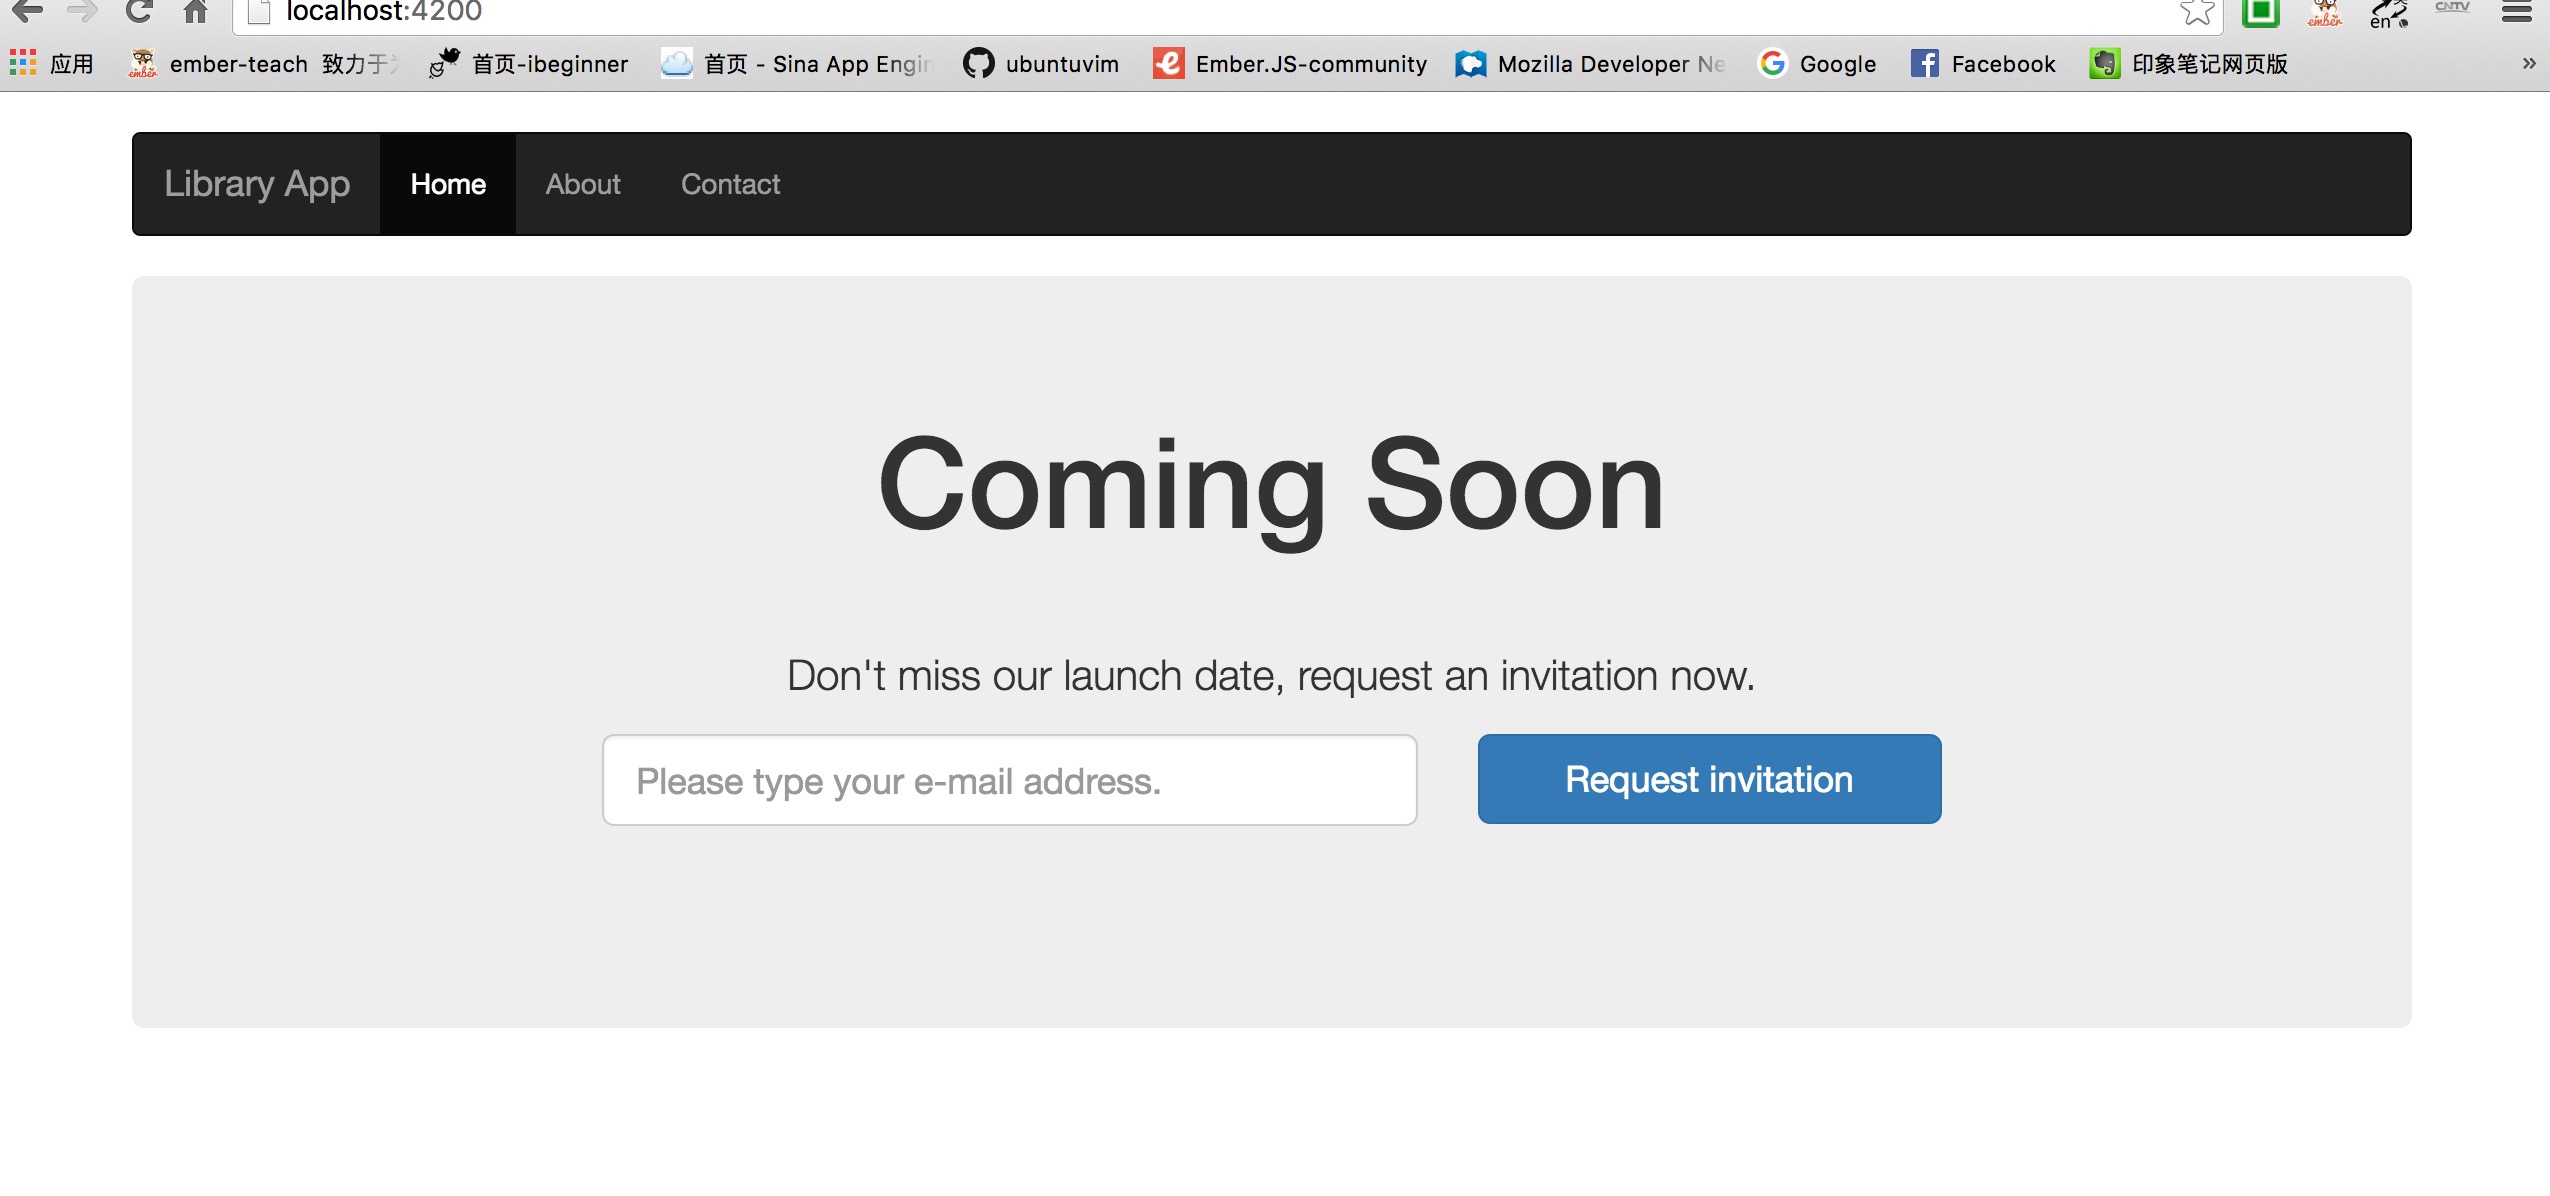 localhost:4200
应用 ember-teach 致力于 首页-ibeginner 首页 - Sina App Engin ubuntuvim Ember.JS-community Mozilla Developer Ne Google Facebook 印象笔记网页版 »
Library App Home About Contact
Coming Soon
Don't miss our launch date, request an invitation now.
Please type your e-mail address. Request invitation